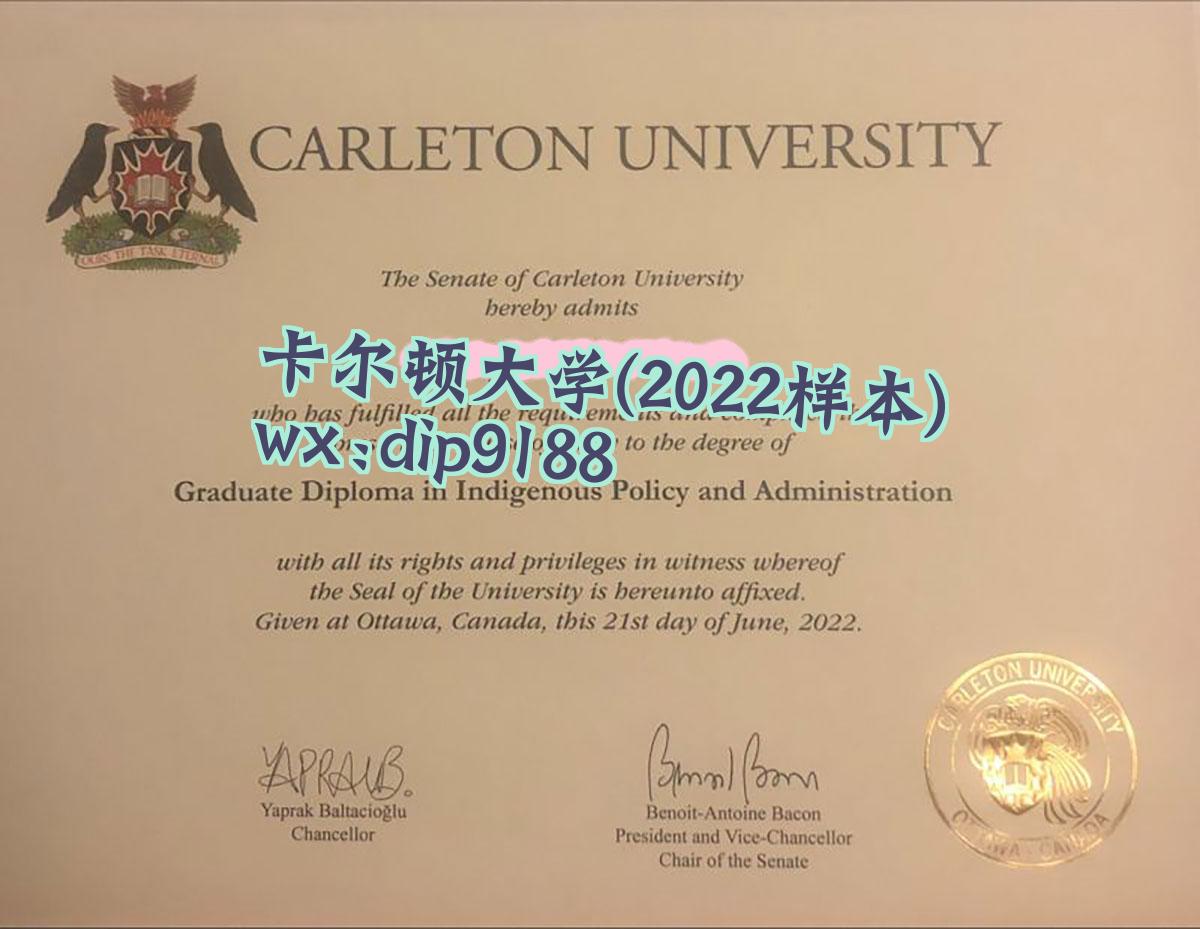 CARLETON UNIVERSITY
OURS THE TASK ETERNAL
The Senate of Carleton University
hereby admits
卡尔顿大学(2022样本)
who has fulfilled all the requirements and
wx:dip9188
to the degree of
Graduate Diploma in Indigenous Policy and Administration
with all its rights and privileges in witness whereof
the Seal of the University is hereunto affixed.
Given at Ottawa, Canada, this 21st day of June, 2022.
YAPRAK B.
Yaprak Baltacıoğlu
Chancellor
Benoit-Antoine Bacon
President and Vice-Chancellor
Chair of the Senate
CARLETON UNIVERSITY
OTTAWA · CANADA